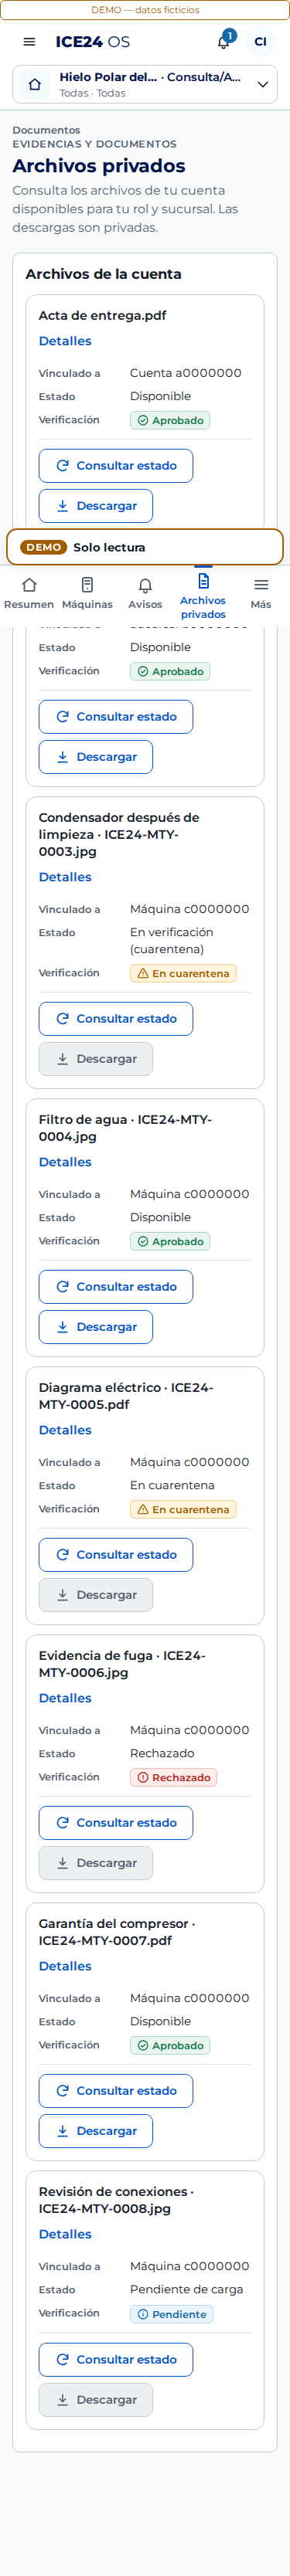 DEMO — datos ficticios
ICE24 OS
1
CI
Hielo Polar del... · Consulta/A...
Todas · Todas
Documentos
EVIDENCIAS Y DOCUMENTOS
Archivos privados
Consulta los archivos de tu cuenta
disponibles para tu rol y sucursal. Las
descargas son privadas.
Archivos de la cuenta
Acta de entrega.pdf
Detalles
Vinculado a Cuenta a0000000
Estado Disponible
Verificación Aprobado
Consultar estado
Descargar
DEMO Solo lectura
Resumen
Máquinas
Avisos
Archivos
privados
Más
Estado Disponible
Verificación Aprobado
Consultar estado
Descargar
Condensador después de
limpieza · ICE24-MTY-
0003.jpg
Detalles
Vinculado a Máquina c0000000
Estado En verificación
(cuarentena)
Verificación En cuarentena
Consultar estado
Descargar
Filtro de agua · ICE24-MTY-
0004.jpg
Detalles
Vinculado a Máquina c0000000
Estado Disponible
Verificación Aprobado
Consultar estado
Descargar
Diagrama eléctrico · ICE24-
MTY-0005.pdf
Detalles
Vinculado a Máquina c0000000
Estado En cuarentena
Verificación En cuarentena
Consultar estado
Descargar
Evidencia de fuga · ICE24-
MTY-0006.jpg
Detalles
Vinculado a Máquina c0000000
Estado Rechazado
Verificación Rechazado
Consultar estado
Descargar
Garantía del compresor ·
ICE24-MTY-0007.pdf
Detalles
Vinculado a Máquina c0000000
Estado Disponible
Verificación Aprobado
Consultar estado
Descargar
Revisión de conexiones ·
ICE24-MTY-0008.jpg
Detalles
Vinculado a Máquina c0000000
Estado Pendiente de carga
Verificación Pendiente
Consultar estado
Descargar